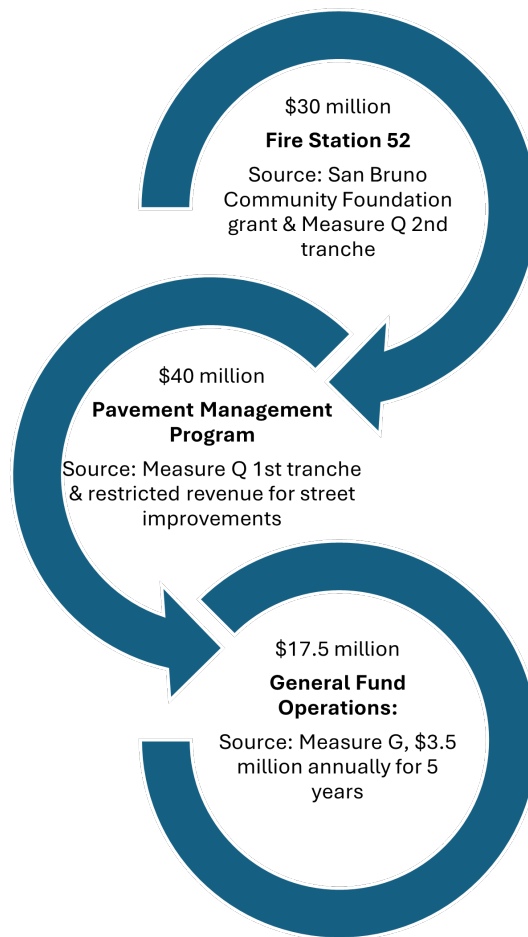 $30 million
Fire Station 52
Source: San Bruno
Community Foundation
grant & Measure Q 2nd
tranche
$40 million
Pavement Management
Program
Source: Measure Q 1st tranche
& restricted revenue for street
improvements
$17.5 million
General Fund
Operations:
Source: Measure G, $3.5
million annually for 5
years